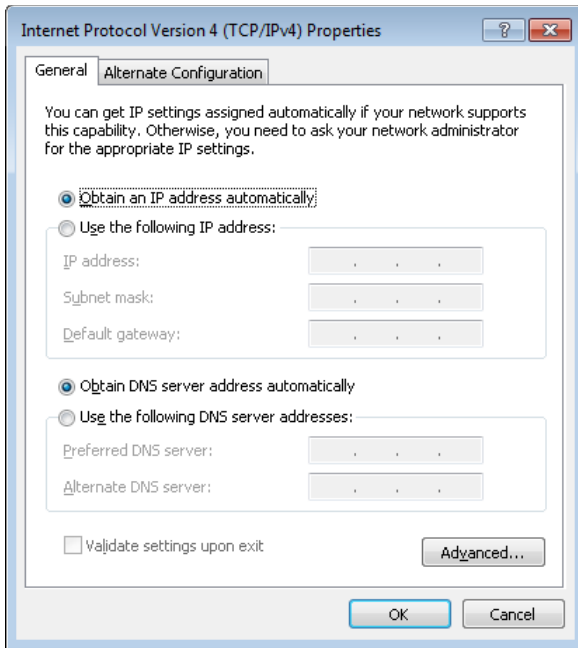 Internet Protocol Version 4 (TCP/IPv4) Properties
General
Alternate Configuration
You can get IP settings assigned automatically if your network supports
this capability. Otherwise, you need to ask your network administrator
for the appropriate IP settings.
Obtain an IP address automatically
Use the following IP address:
IP address:
Subnet mask:
Default gateway:
Obtain DNS server address automatically
Use the following DNS server addresses:
Preferred DNS server:
Alternate DNS server:
Validate settings upon exit
Advanced...
OK
Cancel